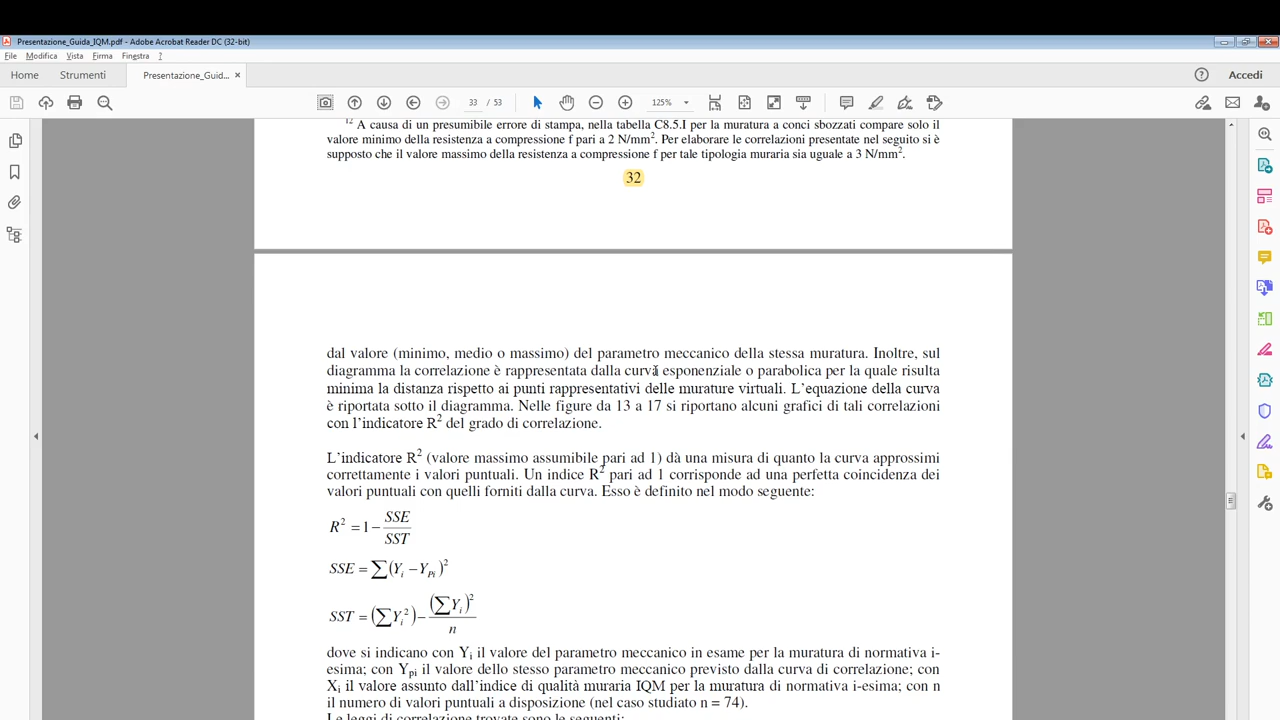 Presentazione_Guida_IQM.pdf - Adobe Acrobat Reader DC (32-bit)
File Modifica Vista Firma Finestra ?
Home Strumenti Presentazione_Guid... × Accedi
33 / 53 125%
12 A causa di un presumibile errore di stampa, nella tabella C8.5.I per la muratura a conci sbozzati compare solo il
valore minimo della resistenza a compressione f pari a 2 N/mm2. Per elaborare le correlazioni presentate nel seguito si è
supposto che il valore massimo della resistenza a compressione f per tale tipologia muraria sia uguale a 3 N/mm2.
32
dal valore (minimo, medio o massimo) del parametro meccanico della stessa muratura. Inoltre, sul
diagramma la correlazione è rappresentata dalla curva esponenziale o parabolica per la quale risulta
minima la distanza rispetto ai punti rappresentativi delle murature virtuali. L'equazione della curva
è riportata sotto il diagramma. Nelle figure da 13 a 17 si riportano alcuni grafici di tali correlazioni
con l'indicatore R2 del grado di correlazione.
L'indicatore R2 (valore massimo assumibile pari ad 1) dà una misura di quanto la curva approssimi
correttamente i valori puntuali. Un indice R2 pari ad 1 corrisponde ad una perfetta coincidenza dei
valori puntuali con quelli forniti dalla curva. Esso è definito nel modo seguente:
R2 = 1 − SSE / SST
SSE = ∑(Yi − YPi)2
SST = (∑Yi2) − (∑Yi)2 / n
dove si indicano con Yi il valore del parametro meccanico in esame per la muratura di normativa i-
esima; con Ypi il valore dello stesso parametro meccanico previsto dalla curva di correlazione; con
Xi il valore assunto dall'indice di qualità muraria IQM per la muratura di normativa i-esima; con n
il numero di valori puntuali a disposizione (nel caso studiato n = 74).
Le leggi di correlazione trovate sono le seguenti: